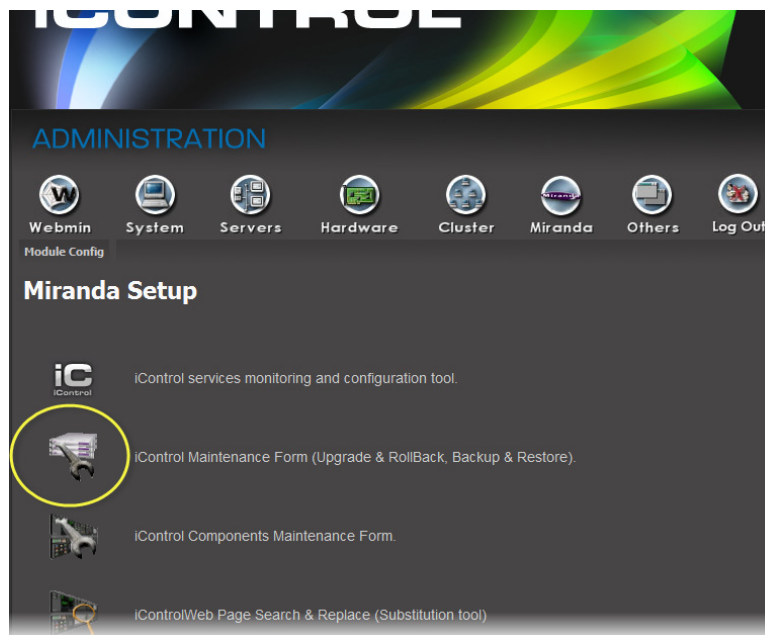 iCONTROL
ADMINISTRATION
Webmin System Servers Hardware Cluster Miranda Others Log Out
Module Config
Miranda Setup
iC
iControl
iControl services monitoring and configuration tool.
iControl Maintenance Form (Upgrade & RollBack, Backup & Restore).
iControl Components Maintenance Form.
iControlWeb Page Search & Replace (Substitution tool)